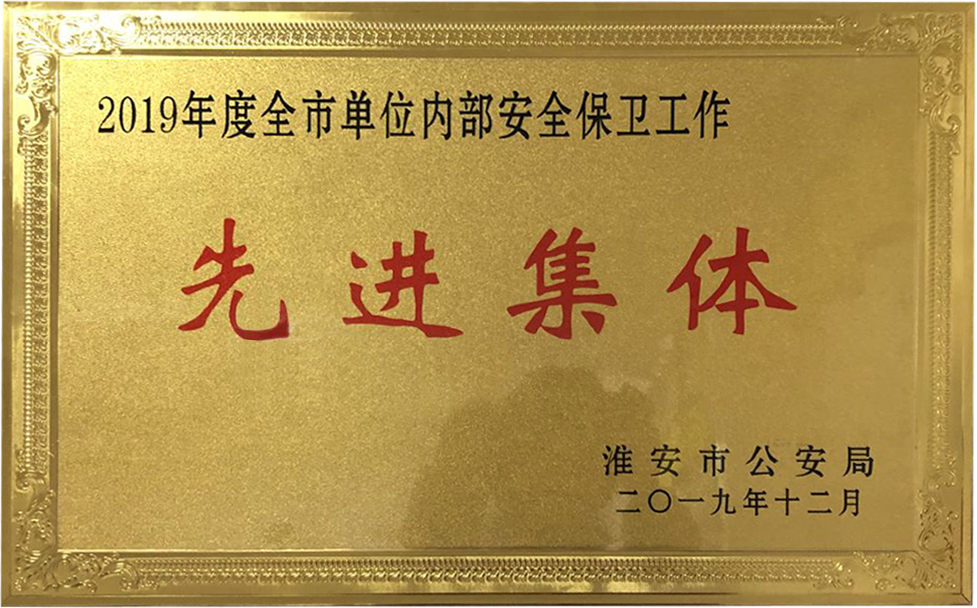 2019年度全市单位内部安全保卫工作
先进集体
淮安市公安局
二〇一九年十二月